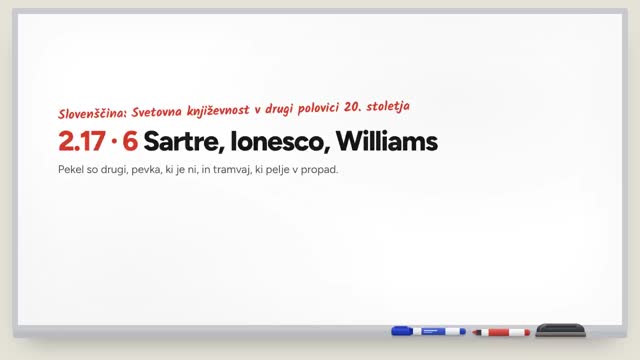 Slovenščina: Svetovna književnost v drugi polovici 20. stoletja
2.17 · 6 Sartre, Ionesco, Williams
Pekel so drugi, pevka, ki je ni, in tramvaj, ki pelje v propad.